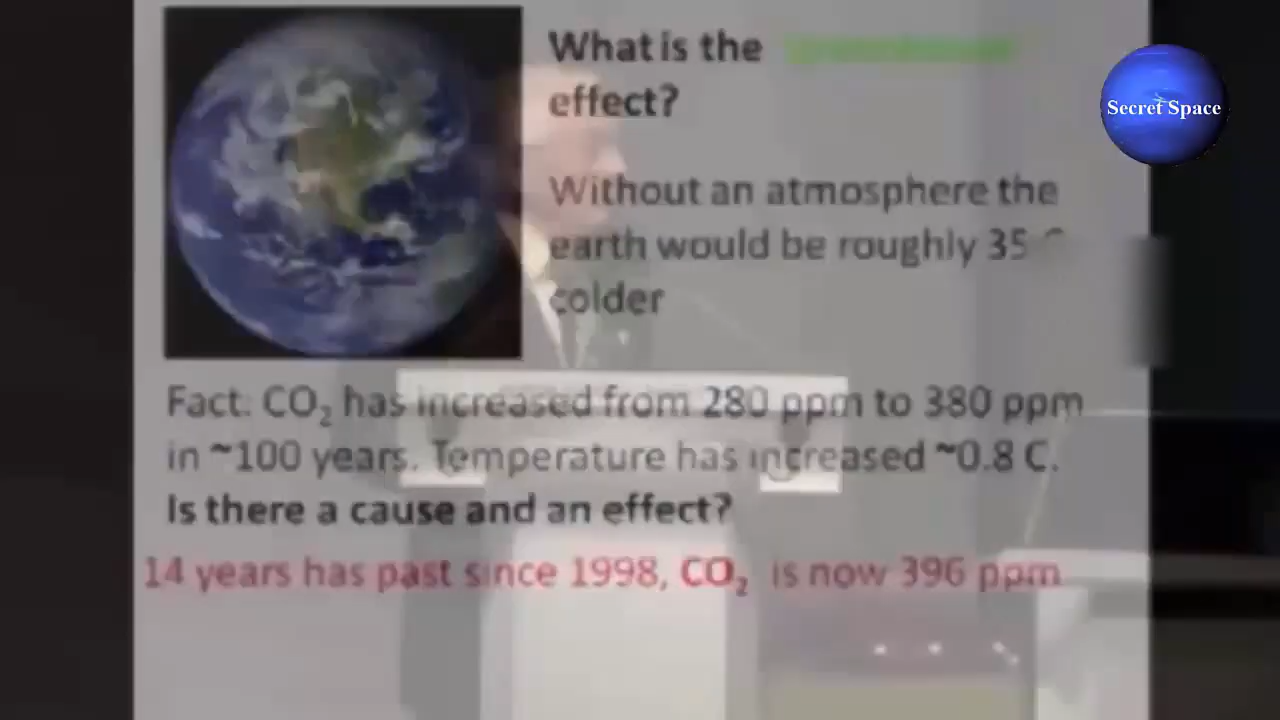 What is the
effect?
Secret Space
Without an atmosphere the
earth would be roughly 35
colder
Fact: CO₂ has increased from 280 ppm to 380 ppm
in ~100 years. Temperature has increased ~0.8 C.
Is there a cause and an effect?
14 years has past since 1998, CO₂ is now 396 ppm